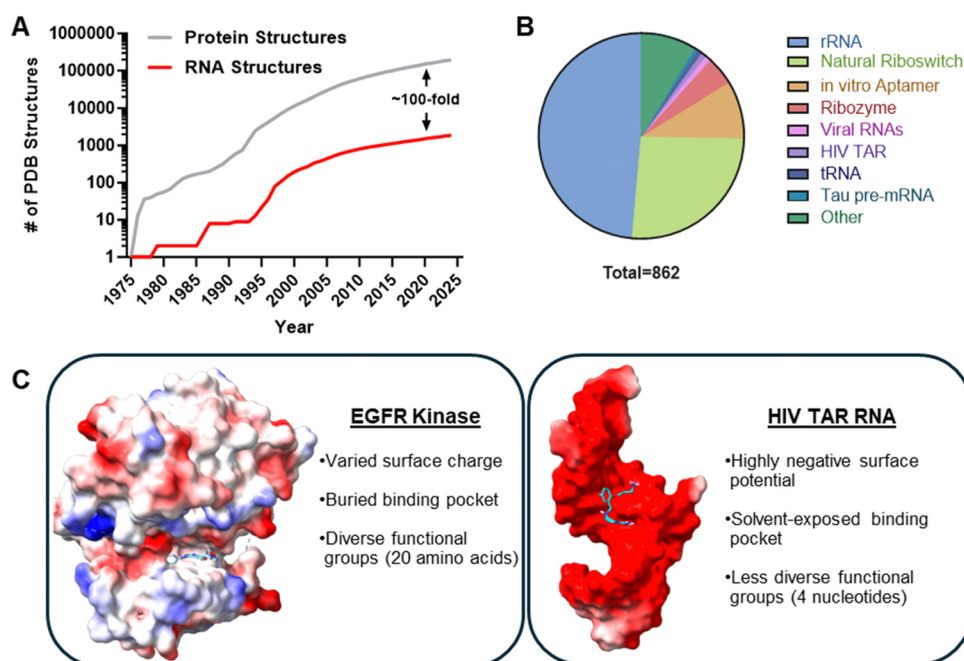 A
Protein Structures
RNA Structures
# of PDB Structures
1000000
100000
10000
1000
100
10
1
~100-fold
1975
1980
1985
1990
1995
2000
2005
2010
2015
2020
2025
Year
B
rRNA
Natural Riboswitch
in vitro Aptamer
Ribozyme
Viral RNAs
HIV TAR
tRNA
Tau pre-mRNA
Other
Total=862
C
EGFR Kinase
•Varied surface charge
•Buried binding pocket
•Diverse functional
groups (20 amino acids)
HIV TAR RNA
•Highly negative surface
potential
•Solvent-exposed binding
pocket
•Less diverse functional
groups (4 nucleotides)